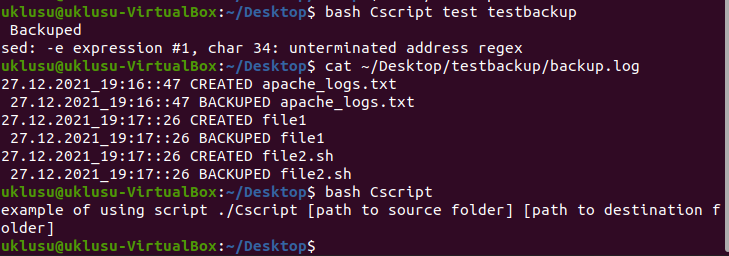 uklusu@uklusu-VirtualBox:~/Desktop$ bash Cscript test testbackup
 Backuped
sed: -e expression #1, char 34: unterminated address regex
uklusu@uklusu-VirtualBox:~/Desktop$ cat ~/Desktop/testbackup/backup.log
27.12.2021_19:16::47 CREATED apache_logs.txt
 27.12.2021_19:16::47 BACKUPED apache_logs.txt
27.12.2021_19:17::26 CREATED file1
 27.12.2021_19:17::26 BACKUPED file1
27.12.2021_19:17::26 CREATED file2.sh
 27.12.2021_19:17::26 BACKUPED file2.sh
uklusu@uklusu-VirtualBox:~/Desktop$ bash Cscript
example of using script ./Cscript [path to source folder] [path to destination f
older]
uklusu@uklusu-VirtualBox:~/Desktop$